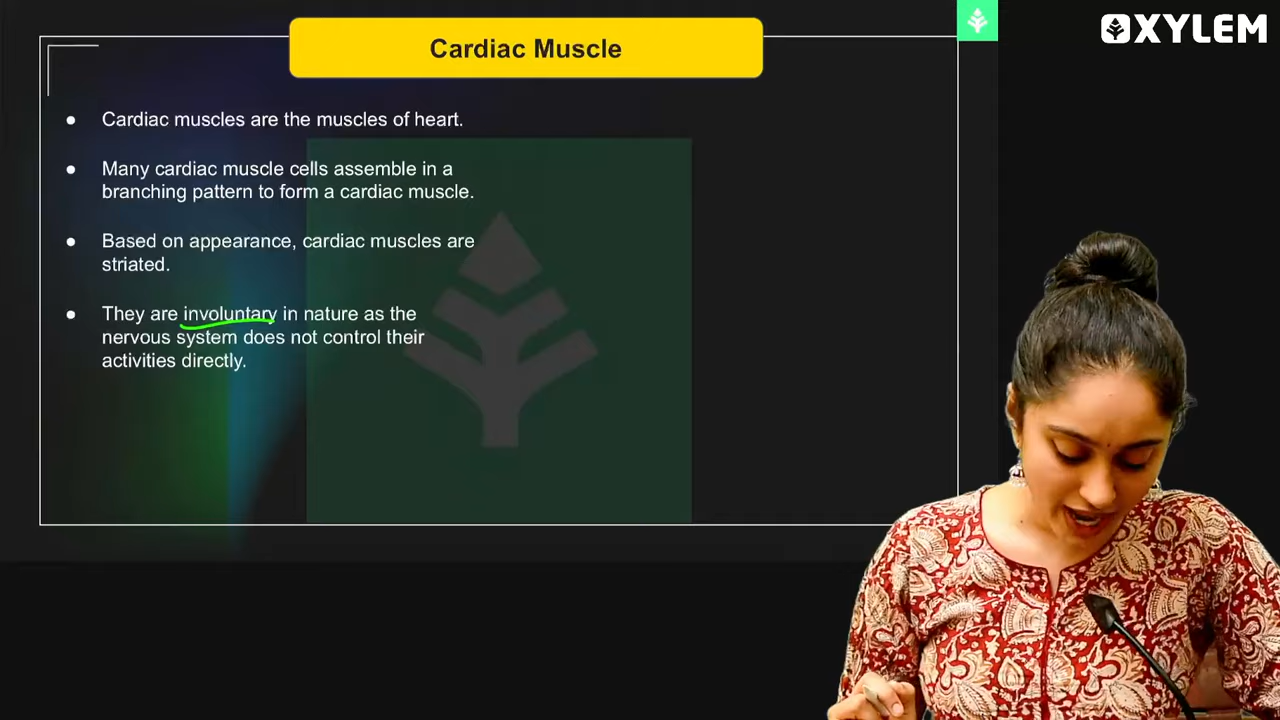 XYLEM
Cardiac Muscle
● Cardiac muscles are the muscles of heart.
● Many cardiac muscle cells assemble in a
branching pattern to form a cardiac muscle.
● Based on appearance, cardiac muscles are
striated.
● They are involuntary in nature as the
nervous system does not control their
activities directly.